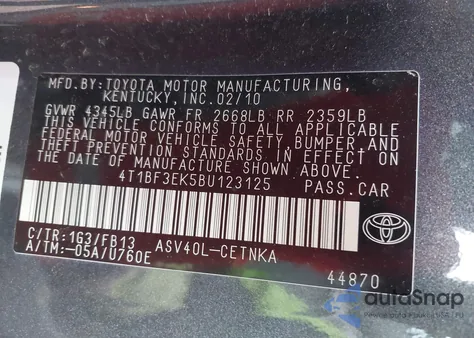 MFD.BY:TOYOTA MOTOR MANUFACTURING,
KENTUCKY, INC. 02/10
GVWR 4345LB GAWR FR 2668LB RR 2359LB
THIS VEHICLE CONFORMS TO ALL APPLICABLE
FEDERAL MOTOR VEHICLE SAFETY, BUMPER, AND
THEFT PREVENTION STANDARDS IN EFFECT ON
THE DATE OF MANUFACTURE SHOWN ABOVE.
4T1BF3EK5BU123125 PASS.CAR
C/TR:1G3/FB13 ASV40L-CETNKA
A/TM:-05A/U760E
TOYOTA
44870
autoSnap